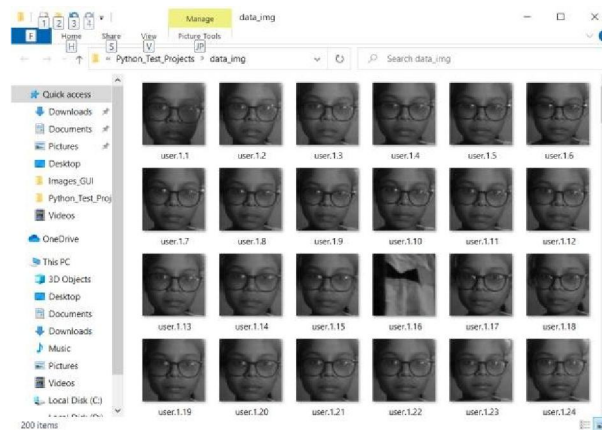 1 2 3 4
Manage
data_img
F
Home
Share
View
Picture Tools
H
S
V
JP
« Python_Test_Projects > data_img
Search data_img
Quick access
Downloads
Documents
Pictures
Desktop
Images_GUI
Python_Test_Proj
Videos
OneDrive
This PC
3D Objects
Desktop
Documents
Downloads
Music
Pictures
Videos
Local Disk (C:)
user.1.1
user.1.2
user.1.3
user.1.4
user.1.5
user.1.6
user.1.7
user.1.8
user.1.9
user.1.10
user.1.11
user.1.12
user.1.13
user.1.14
user.1.15
user.1.16
user.1.17
user.1.18
user.1.19
user.1.20
user.1.21
user.1.22
user.1.23
user.1.24
200 items